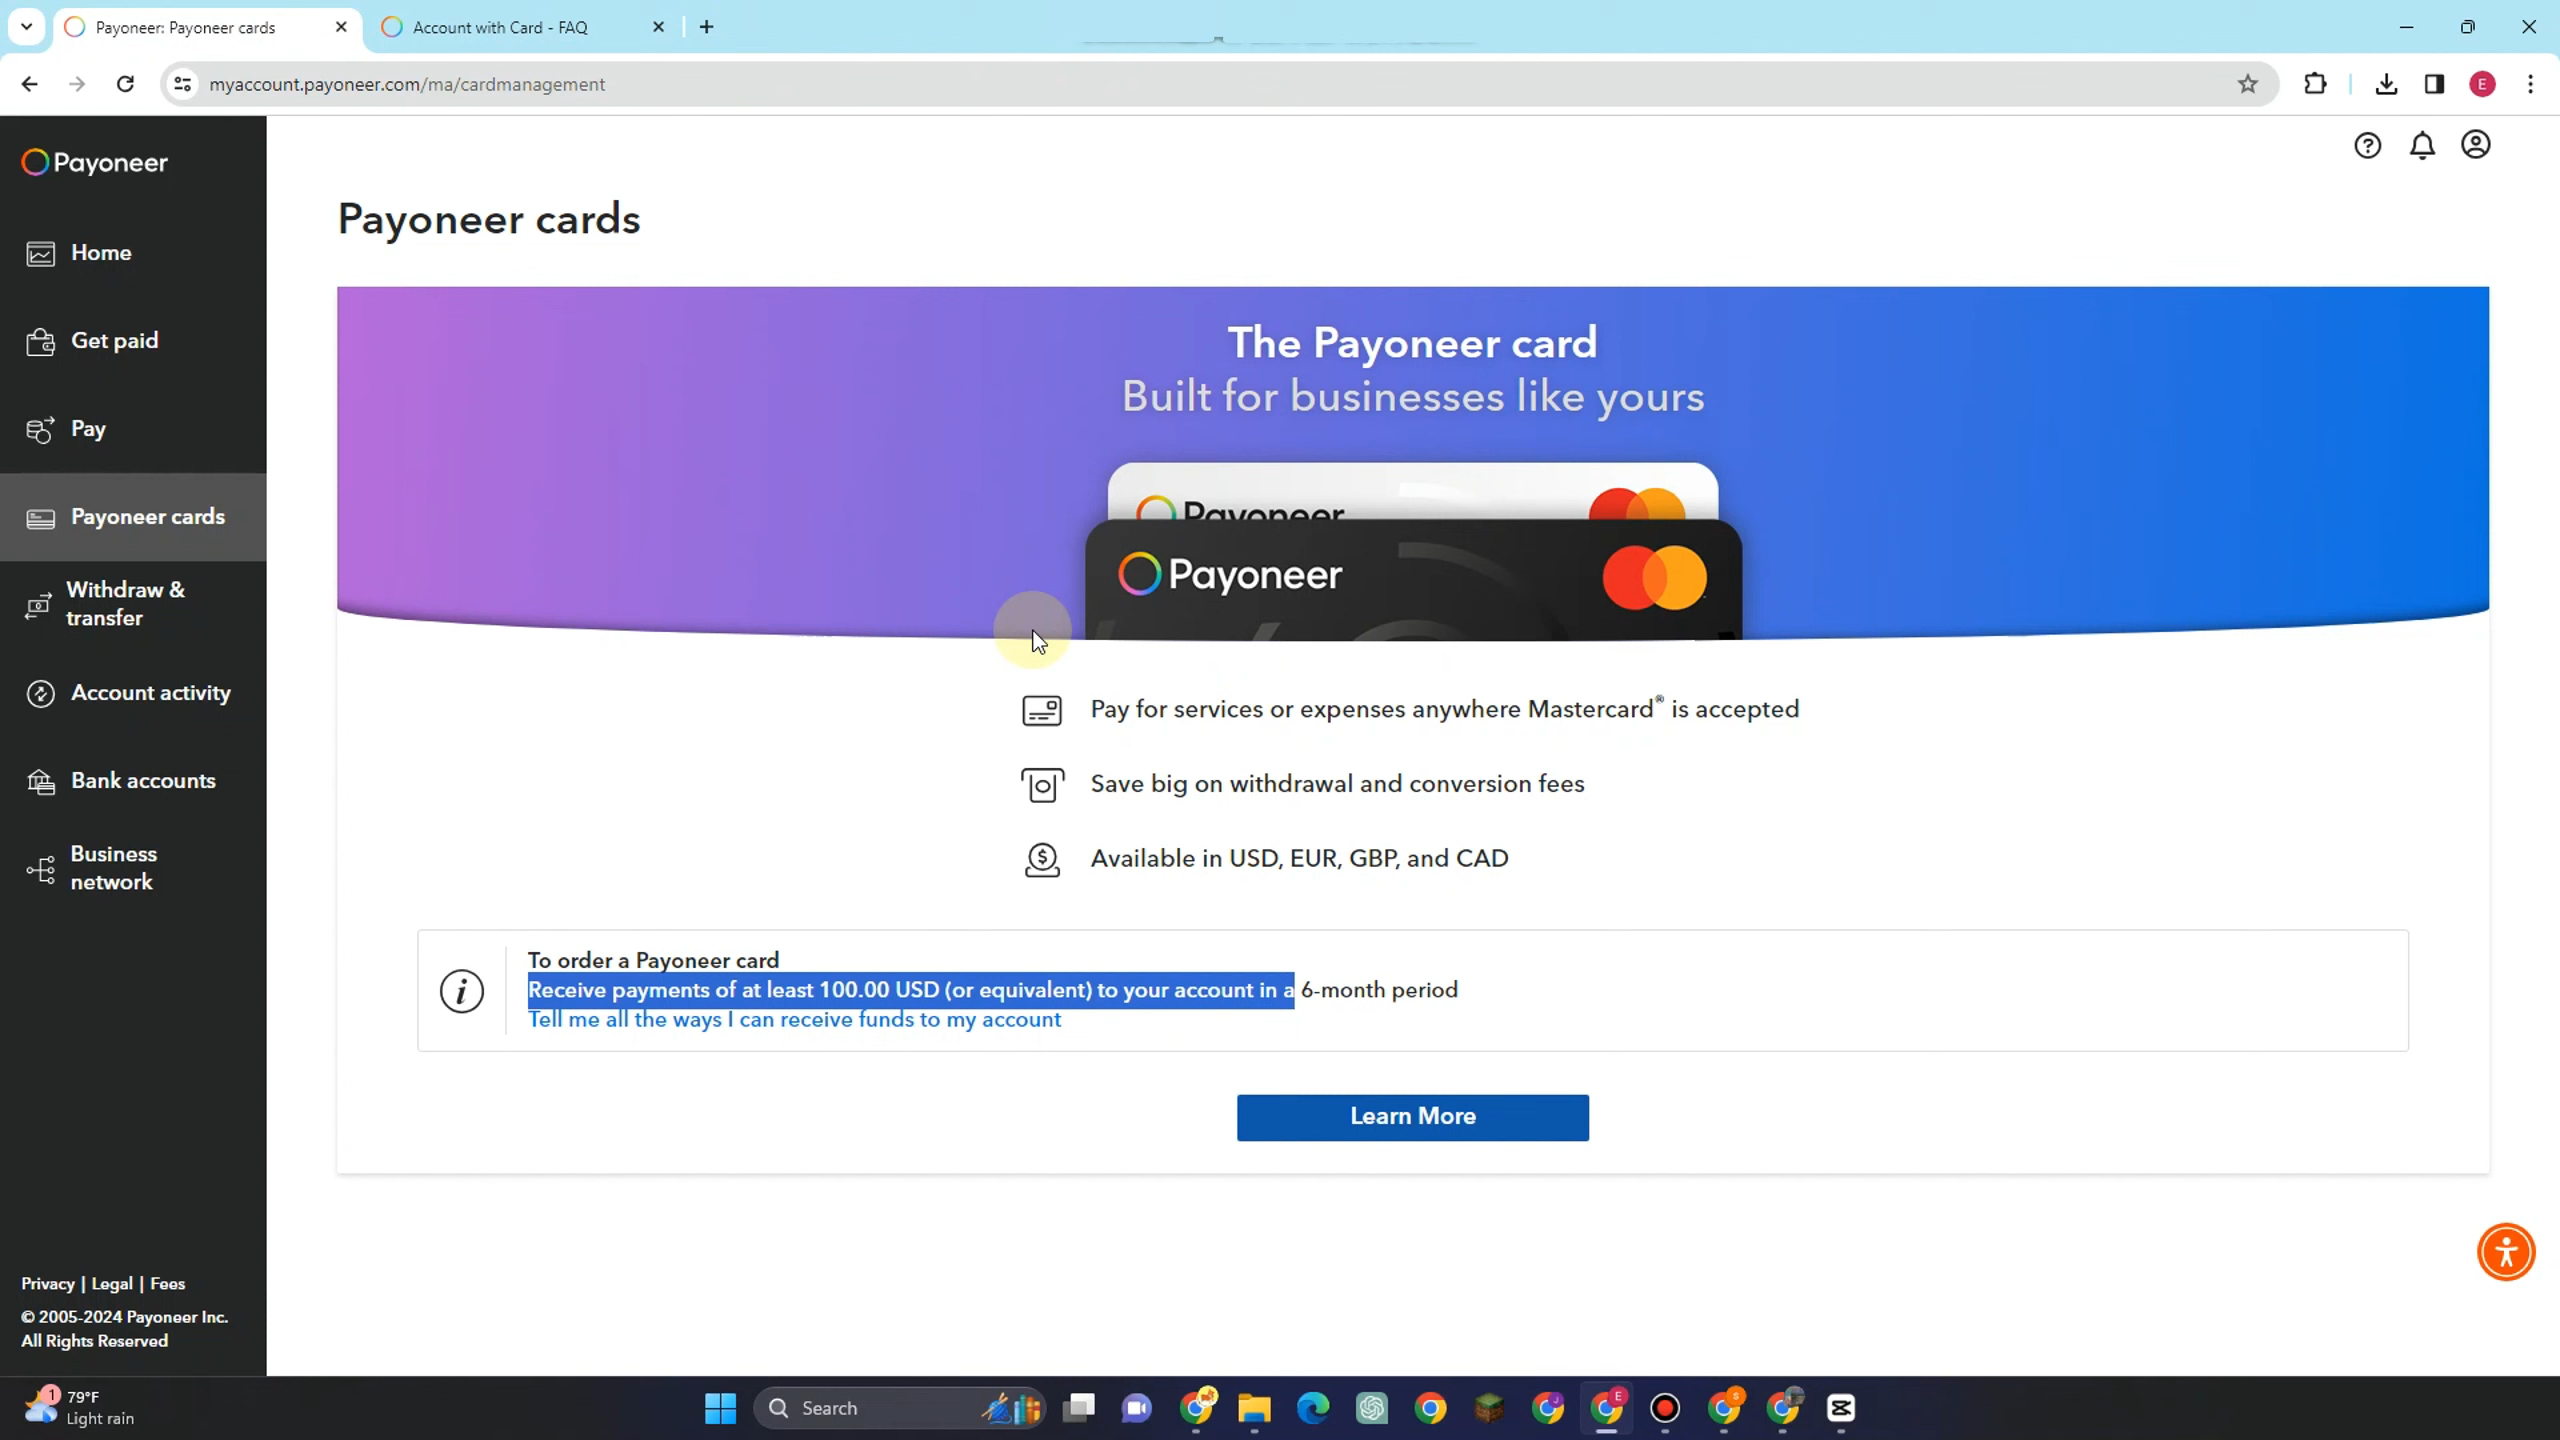 Payoneer: Payoneer cards
Account with Card - FAQ
myaccount.payoneer.com/ma/cardmanagement
E
Payoneer
Home
Get paid
Pay
Payoneer cards
Withdraw &
transfer
Account activity
Bank accounts
Business
network
Privacy | Legal | Fees
© 2005-2024 Payoneer Inc.
All Rights Reserved
Payoneer cards
The Payoneer card
Built for businesses like yours
Payoneer
Payoneer
Pay for services or expenses anywhere Mastercard® is accepted
Save big on withdrawal and conversion fees
Available in USD, EUR, GBP, and CAD
To order a Payoneer card
Receive payments of at least 100.00 USD (or equivalent) to your account in a 6-month period
Tell me all the ways I can receive funds to my account
Learn More
1
79°F
Light rain
Search
J
E
S